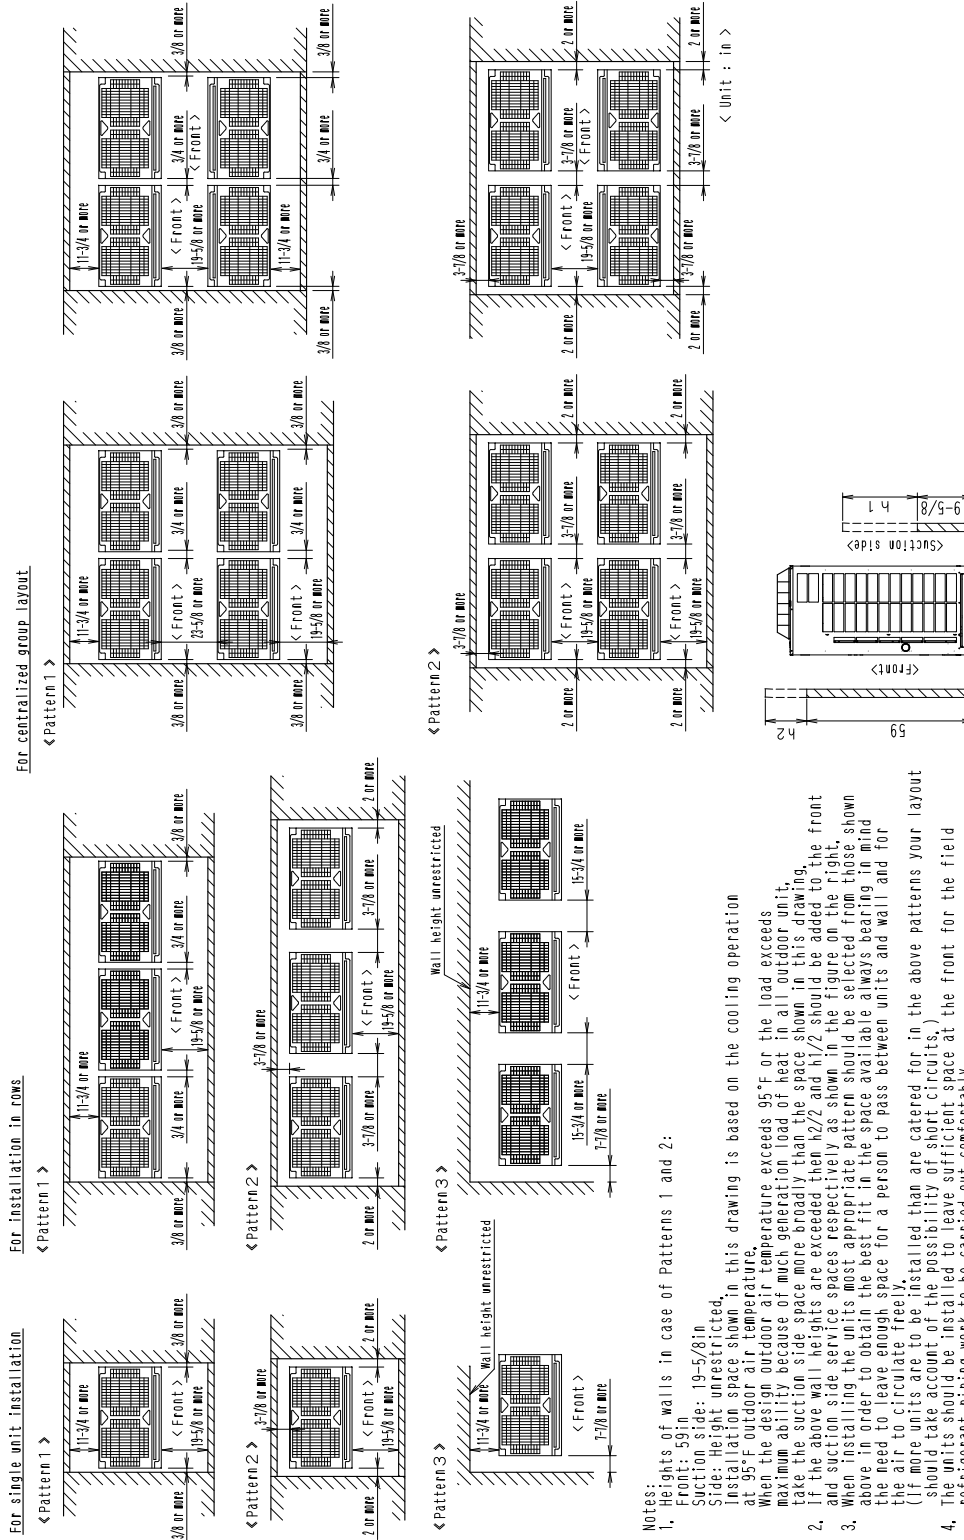 For single unit installation
< Pattern 1 >
11-3/4 or more
< Front >
19-5/8 or more
3/8 or more
3/8 or more
< Pattern 2 >
3-7/8 or more
< Front >
19-5/8 or more
2 or more
2 or more
< Pattern 3 >
Wall height unrestricted
11-3/4 or more
< Front >
7-7/8 or more
For installation in rows
< Pattern 1 >
11-3/4 or more
< Front >
19-5/8 or more
3/8 or more
3/4 or more
3/4 or more
3/8 or more
< Pattern 2 >
3-7/8 or more
< Front >
19-5/8 or more
2 or more
3-7/8 or more
3-7/8 or more
2 or more
< Pattern 3 >
Wall height unrestricted
11-3/4 or more
< Front >
15-3/4 or more
15-3/4 or more
7-7/8 or more
For centralized group layout
< Pattern 1 >
11-3/4 or more
< Front >
23-5/8 or more
3/8 or more
3/4 or more
3/8 or more
< Front >
19-5/8 or more
3/8 or more
3/4 or more
3/8 or more
11-3/4 or more
< Front >
19-5/8 or more
3/8 or more
3/4 or more
3/8 or more
< Front >
11-3/4 or more
3/8 or more
3/4 or more
3/8 or more
< Pattern 2 >
3-7/8 or more
< Front >
19-5/8 or more
2 or more
3-7/8 or more
2 or more
< Front >
19-5/8 or more
2 or more
3-7/8 or more
2 or more
3-7/8 or more
< Front >
19-5/8 or more
2 or more
3-7/8 or more
2 or more
< Front >
3-7/8 or more
2 or more
3-7/8 or more
2 or more
< Unit : in >
Notes:
1. Heights of walls in case of Patterns 1 and 2:
Front: 59in
Suction side: 19-5/8in
Side: Height unrestricted.
Installation space shown in this drawing is based on the cooling operation
at 95°F outdoor air temperature.
When the design outdoor air temperature exceeds 95°F or the load exceeds
maximum ability because of much generation load of heat in all outdoor unit,
take the suction side space more broadly than the space shown in this drawing.
2. If the above wall heights are exceeded then h2/2 and h1/2 should be added to the front
and suction side service spaces respectively as shown in the figure on the right.
3. When installing the units most appropriate pattern should be selected from those shown
above in order to obtain the best fit in the space available always bearing in mind
the need to leave enough space for a person to pass between units and wall and for
the air to circulate freely.
(If more units are to be installed than are catered for in the above patterns your layout
should take account of the possibility of short circuits.)
4. The units should be installed to leave sufficient space at the front for the field
refrigerant piping work to be carried out comfortably.
h2
59
<Front>
<Suction side>
h1
9-5/8